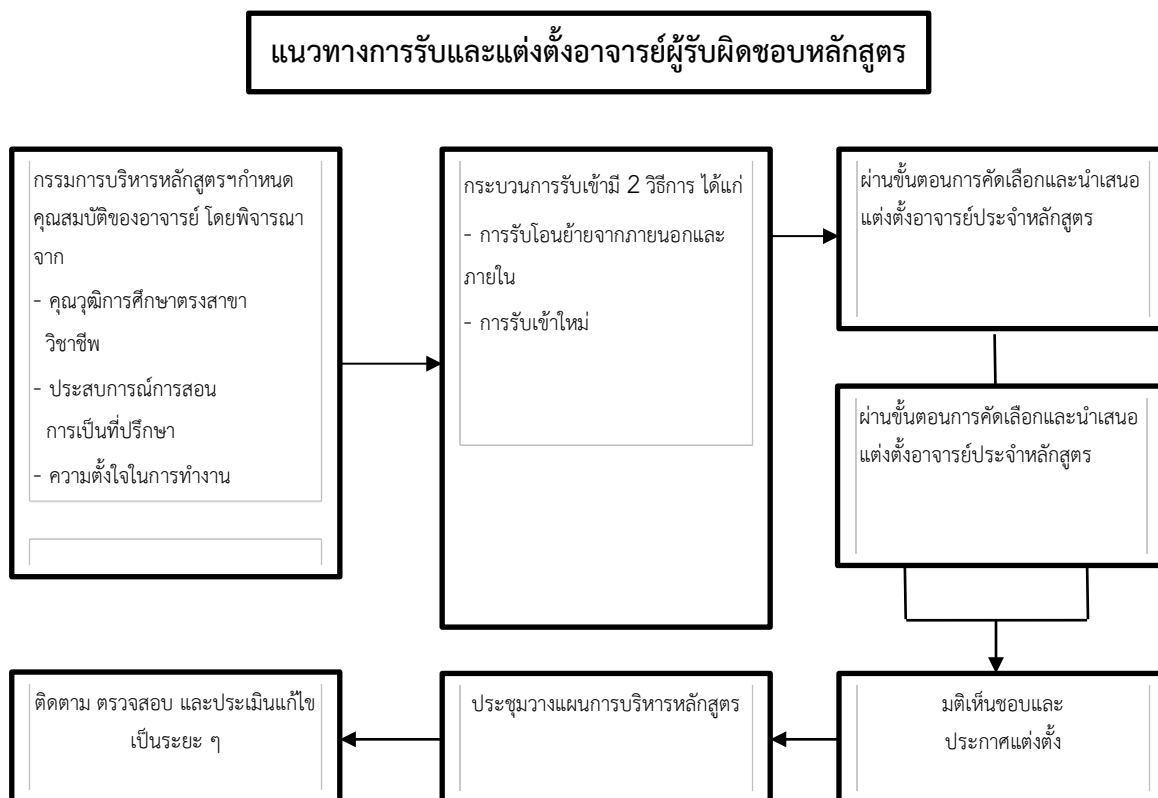 แนวทางการรับและแต่งตั้งอาจารย์ผู้รับผิดชอบหลักสูตร
กรรมการบริหารหลักสูตรฯกำหนด
คุณสมบัติของอาจารย์ โดยพิจารณา
จาก
- คุณวุฒิการศึกษาตรงสาขา
วิชาชีพ
- ประสบการณ์การสอน
การเป็นที่ปรึกษา
- ความตั้งใจในการทำงาน
กระบวนการรับเข้ามี 2 วิธีการ ได้แก่
- การรับโอนย้ายจากภายนอกและ
ภายใน
- การรับเข้าใหม่
ผ่านขั้นตอนการคัดเลือกและนำเสนอ
แต่งตั้งอาจารย์ประจำหลักสูตร
ผ่านขั้นตอนการคัดเลือกและนำเสนอ
แต่งตั้งอาจารย์ประจำหลักสูตร
มติเห็นชอบและ
ประกาศแต่งตั้ง
ประชุมวางแผนการบริหารหลักสูตร
ติดตาม ตรวจสอบ และประเมินแก้ไข
เป็นระยะ ๆ